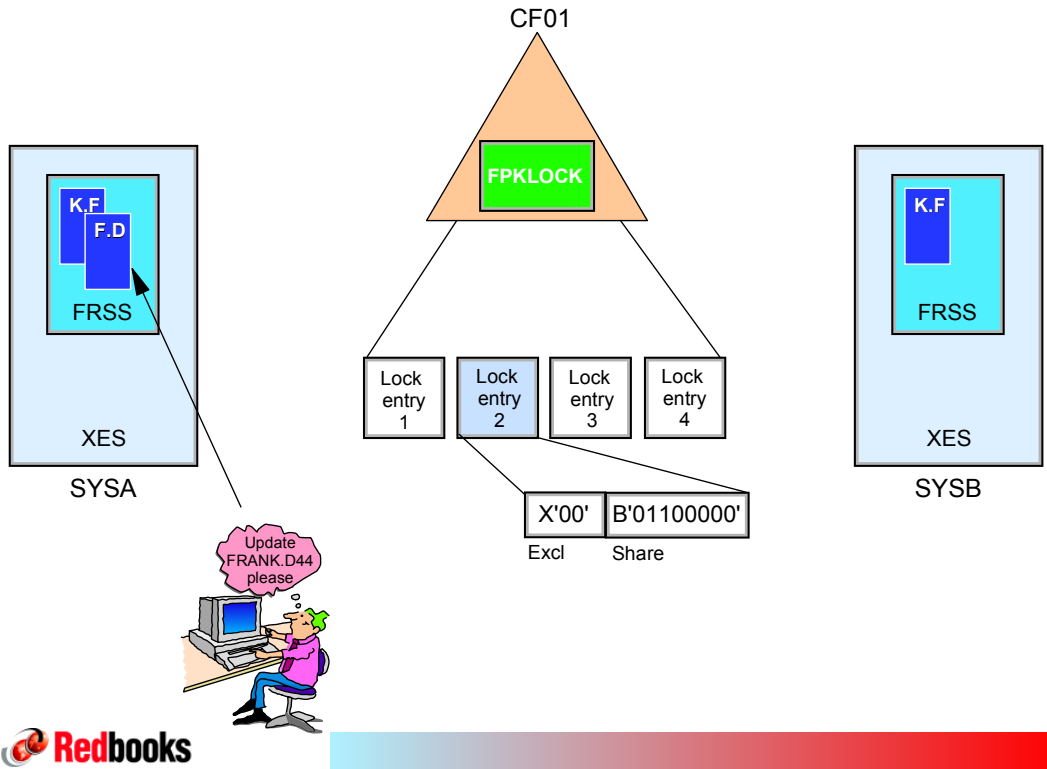 CF01
FPKLOCK
K.F
F.D
FRSS
XES
SYSA
K.F
FRSS
XES
SYSB
Lock
entry
1
Lock
entry
2
Lock
entry
3
Lock
entry
4
X'00'
B'01100000'
Excl
Share
Update
FRANK.D44
please
Redbooks